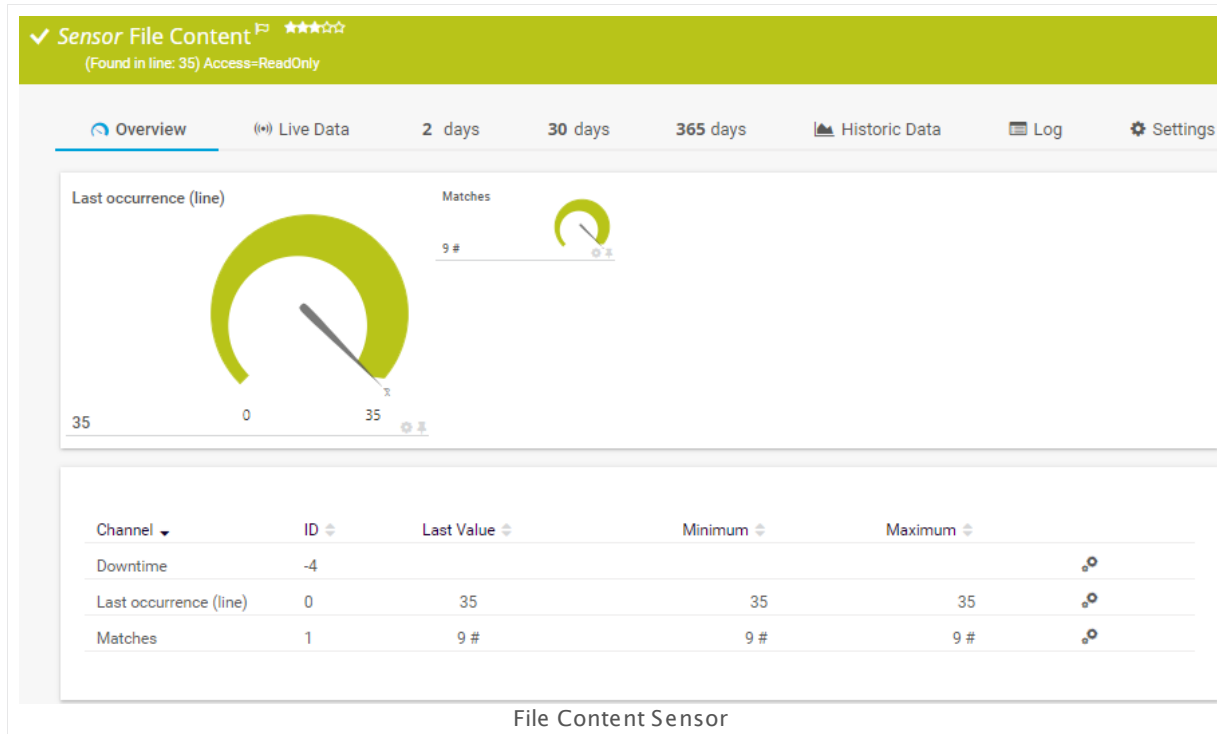 Sensor File Content
(Found in line: 35) Access=ReadOnly
Overview Live Data 2 days 30 days 365 days Historic Data Log Settings
Last occurrence (line)
35
0 35
Matches
9 #
Channel ID Last Value Minimum Maximum
Downtime -4
Last occurrence (line) 0 35 35 35
Matches 1 9 # 9 # 9 #
File Content Sensor